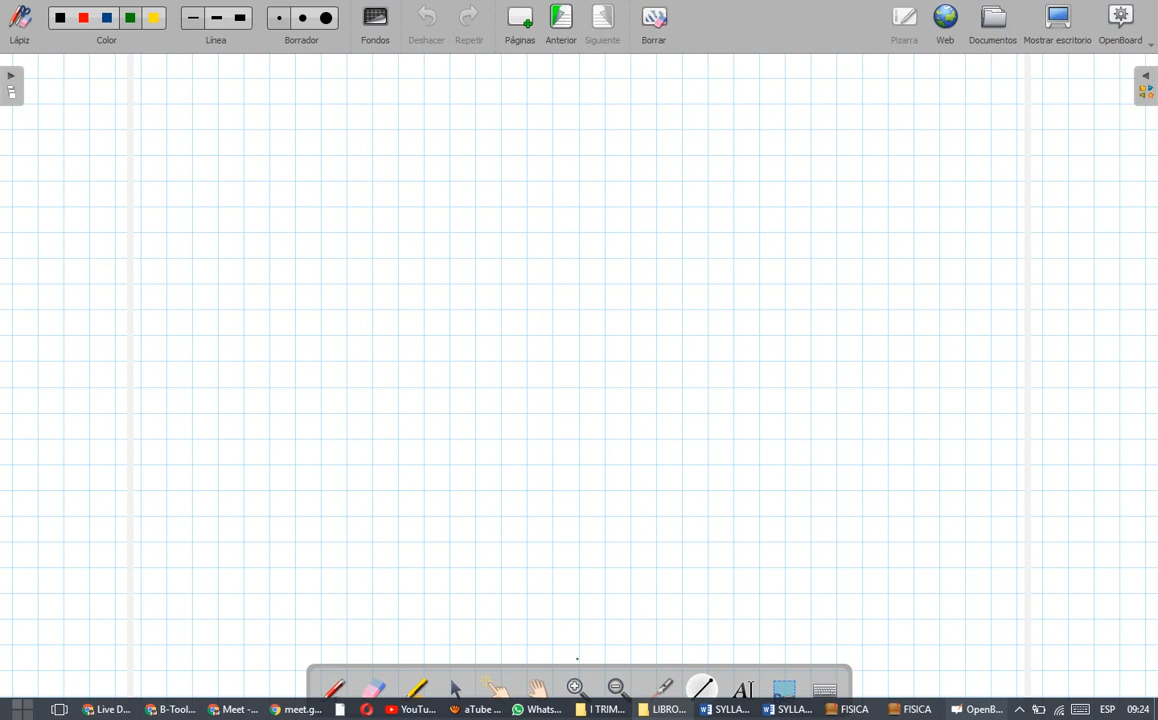 Lápiz Color Línea Borrador Fondos Deshacer Repetir Páginas Anterior Siguiente Borrar Pizarra Web Documentos Mostrar escritorio OpenBoard
Live D... B-Tool... Meet -... meet.g... YouTu... aTube ... Whats... I TRIM... LIBRO... SYLLA... SYLLA... FISICA FISICA OpenB... ESP 09:24